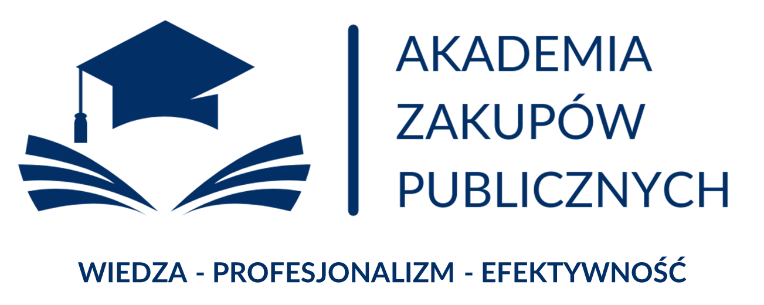 AKADEMIA
ZAKUPÓW
PUBLICZNYCH
WIEDZA - PROFESJONALIZM - EFEKTYWNOŚĆ